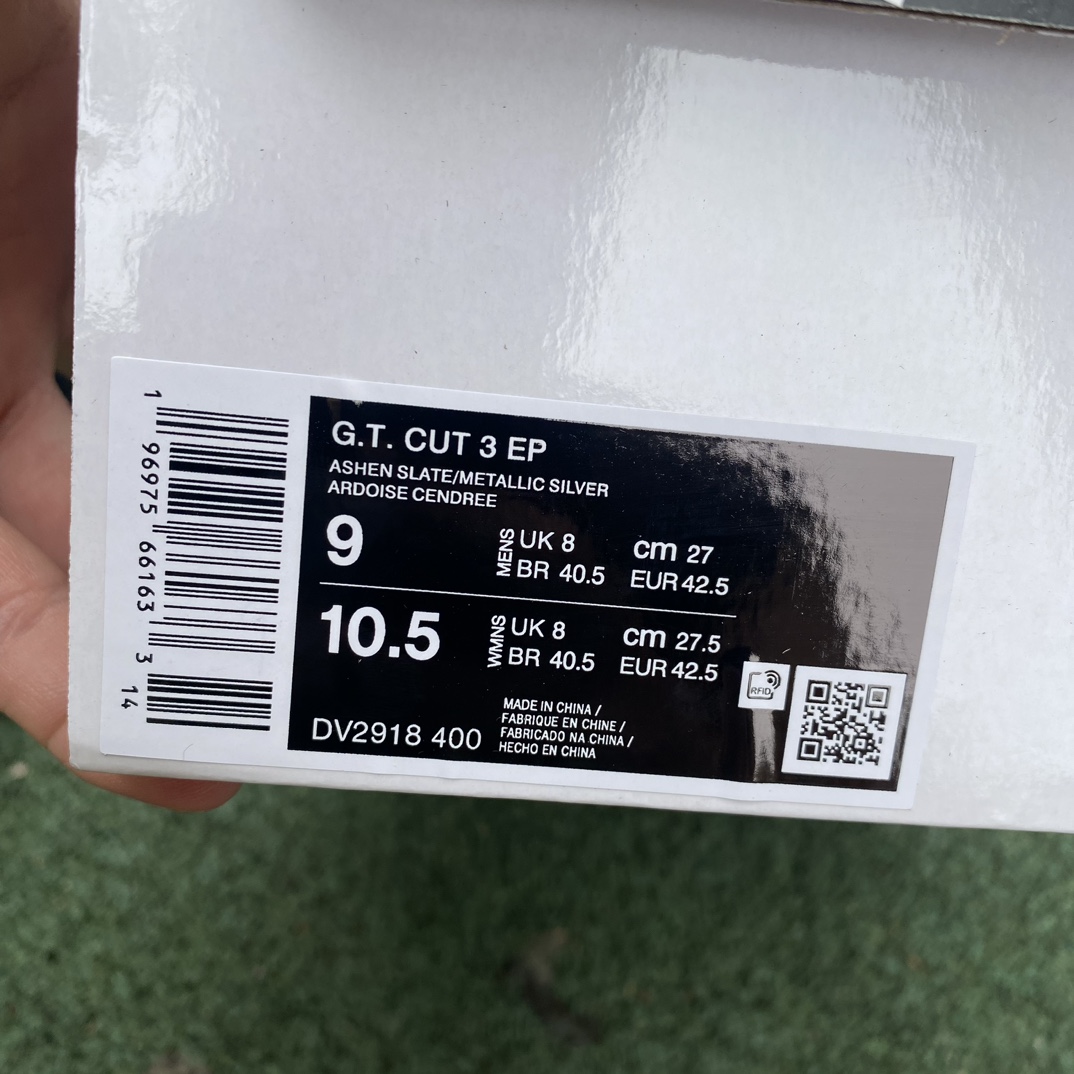 1 96975 66163 3 14
G.T. CUT 3 EP
ASHEN SLATE/METALLIC SILVER
ARDOISE CENDREE
9
MENS
UK 8 cm 27
BR 40.5 EUR 42.5
10.5
WMNS
UK 8 cm 27.5
BR 40.5 EUR 42.5
DV2918 400
MADE IN CHINA /
FABRIQUE EN CHINE /
FABRICADO NA CHINA /
HECHO EN CHINA
RFID